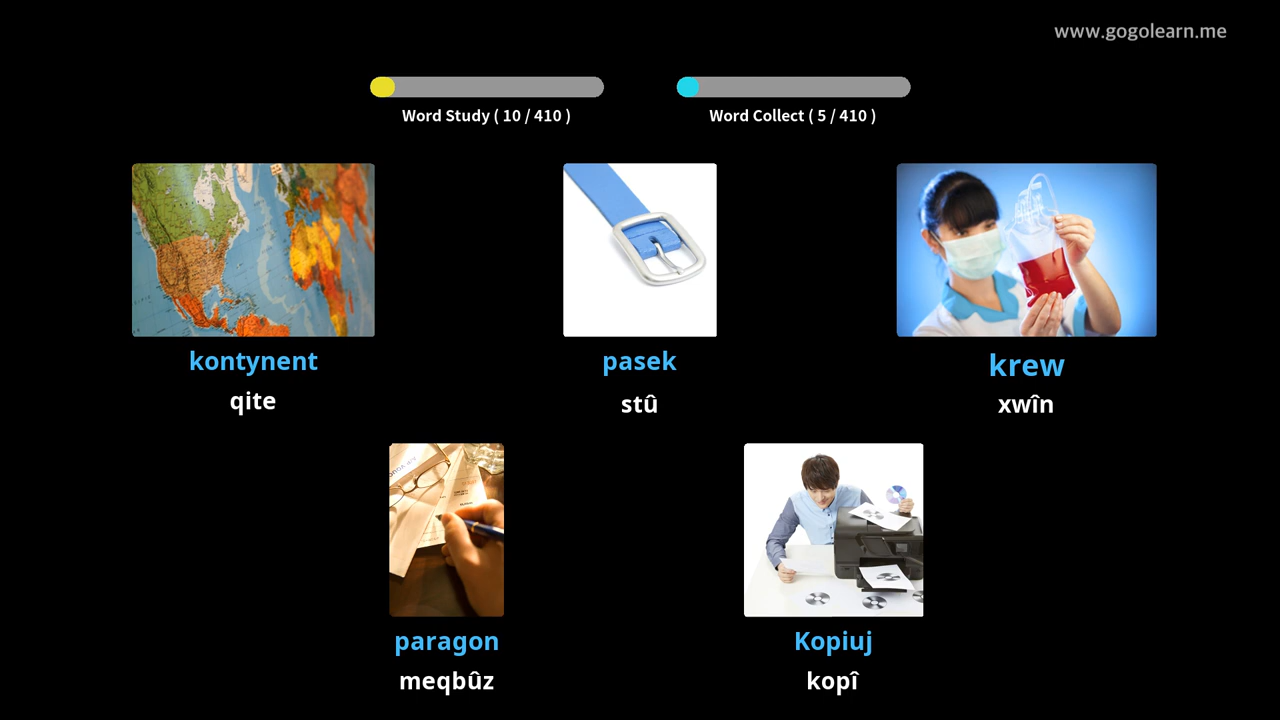 www.gogolearn.me
Word Study ( 10 / 410 )
Word Collect ( 5 / 410 )
kontynent
qite
pasek
stû
krew
xwîn
paragon
meqbûz
Kopiuj
kopî